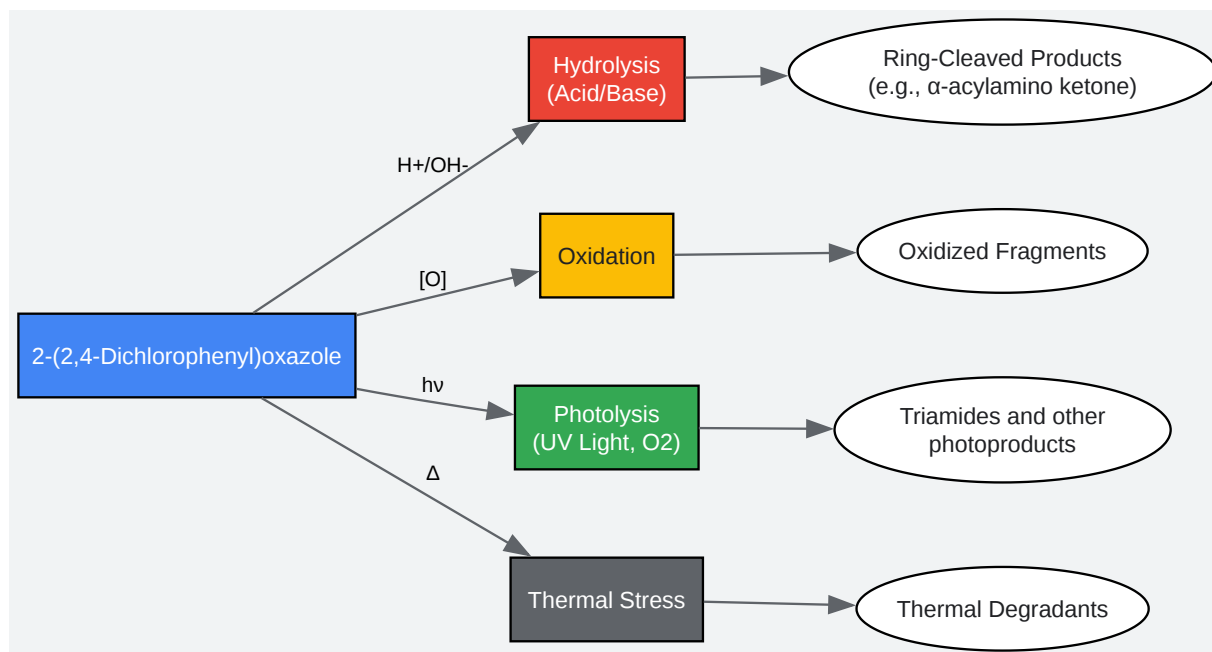 2-(2,4-Dichlorophenyl)oxazole
H+/OH-
Hydrolysis
(Acid/Base)
Ring-Cleaved Products
(e.g., α-acylamino ketone)
[O]
Oxidation
Oxidized Fragments
hν
Photolysis
(UV Light, O2)
Triamides and other
photoproducts
Δ
Thermal Stress
Thermal Degradants